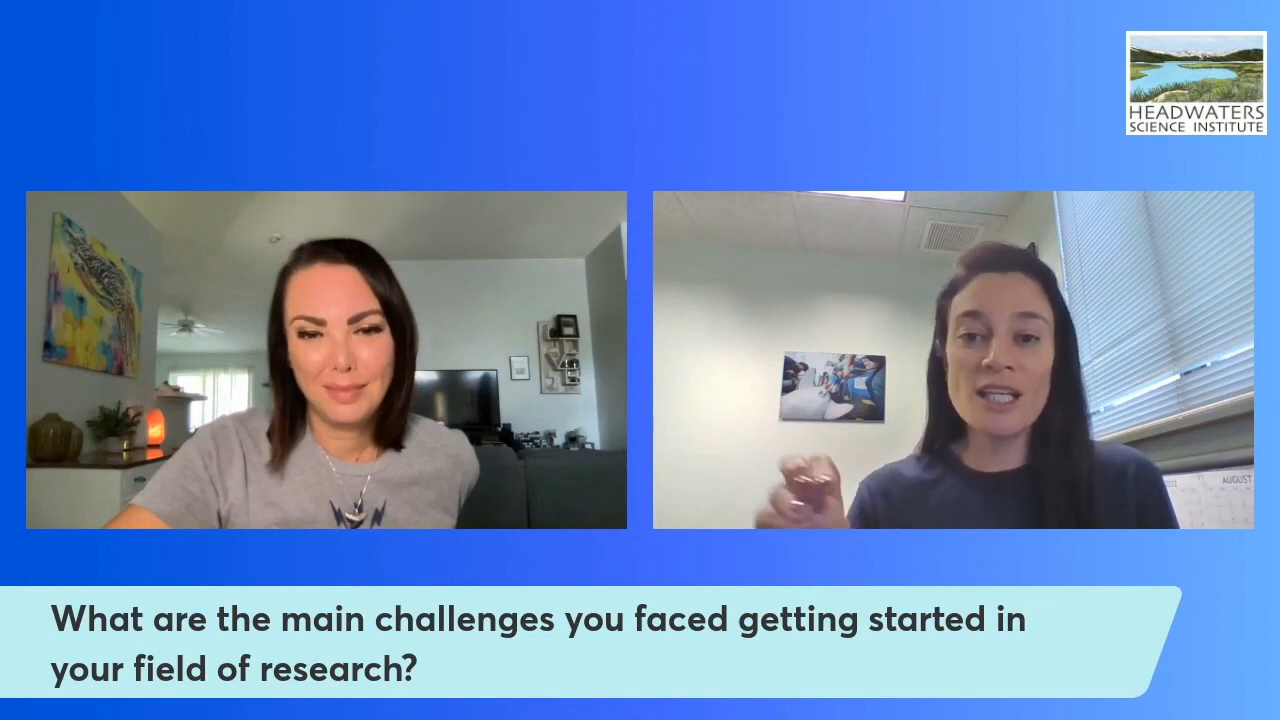 HEADWATERS
SCIENCE INSTITUTE
AUGUST
What are the main challenges you faced getting started in
your field of research?